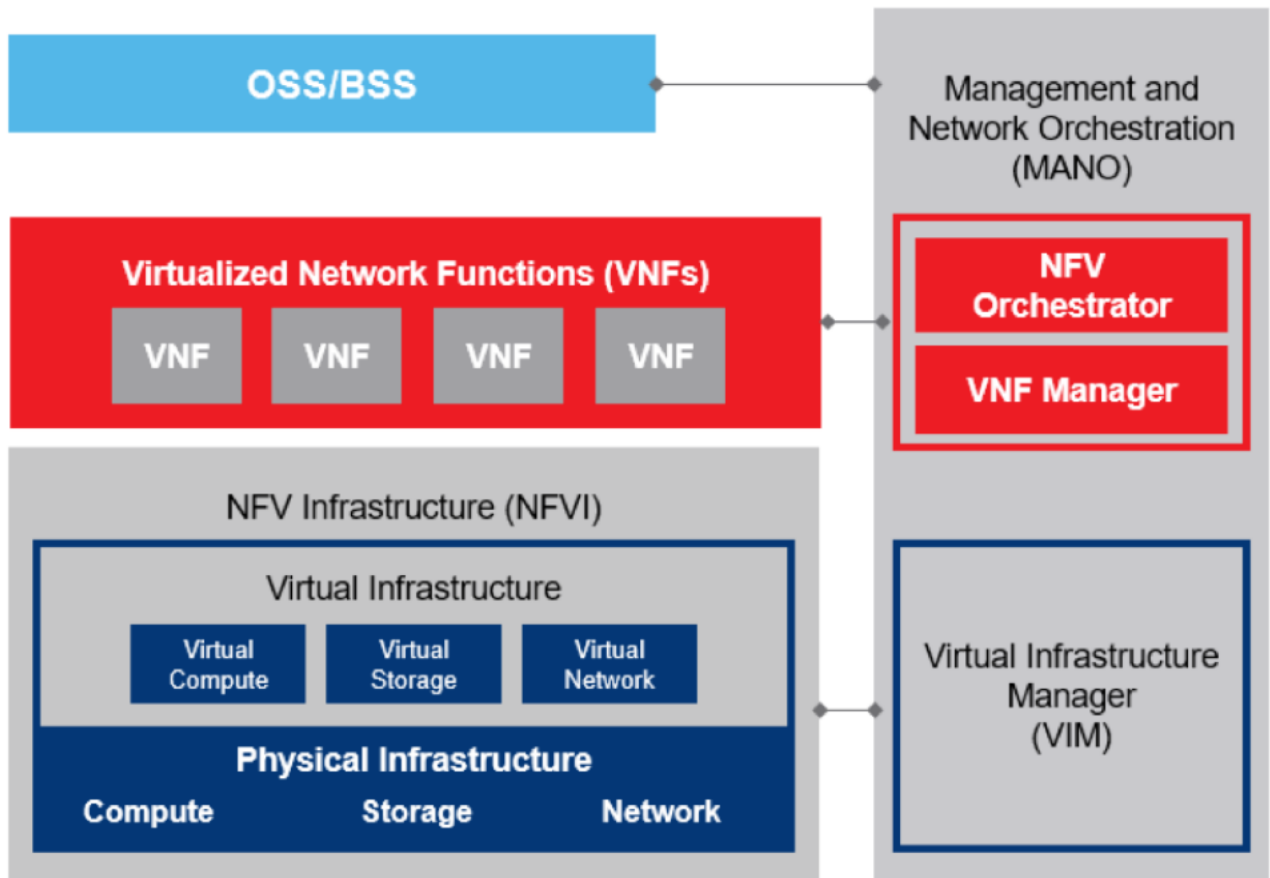 OSS/BSS
Management and
Network Orchestration
(MANO)
Virtualized Network Functions (VNFs)
VNF
VNF
VNF
VNF
NFV
Orchestrator
VNF Manager
NFV Infrastructure (NFVI)
Virtual Infrastructure
Virtual
Compute
Virtual
Storage
Virtual
Network
Physical Infrastructure
Compute
Storage
Network
Virtual Infrastructure
Manager
(VIM)